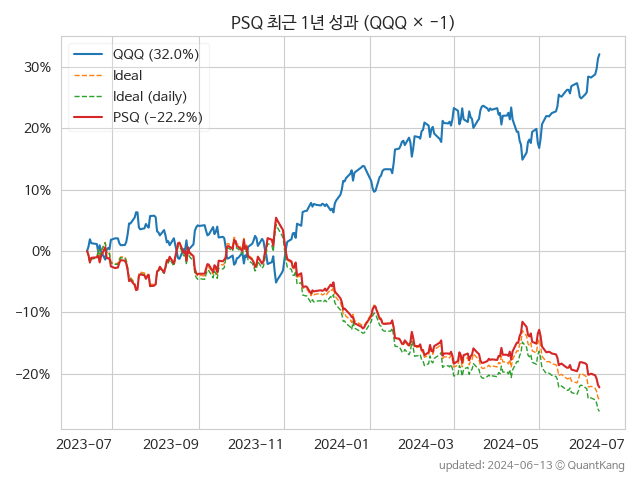 PSQ 최근 1년 성과 (QQQ × −1)
QQQ (32.0%)
Ideal
Ideal (daily)
PSQ (−22.2%)
30%
20%
10%
0%
−10%
−20%
2023-07
2023-09
2023-11
2024-01
2024-03
2024-05
2024-07
updated: 2024-06-13 © QuantKang